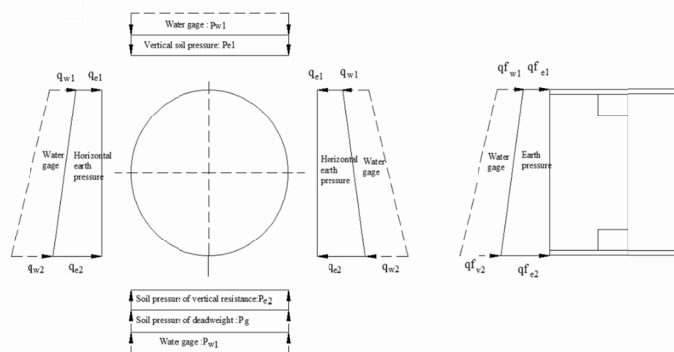 Water gage : pw1
Vertical soil pressure: Pe1
qw1 qe1
qe1 qw1
qfw1 qfe1
Water gage
Horizontal earth pressure
Horizontal earth pressure
Water gage
Water gage
Earth pressure
qw2 qe2
qe2 qw2
qfv2 qfe2
Soil pressure of vertical resistance:Pe2
Soil pressure of deadweight :Pg
Water gage :Pw1